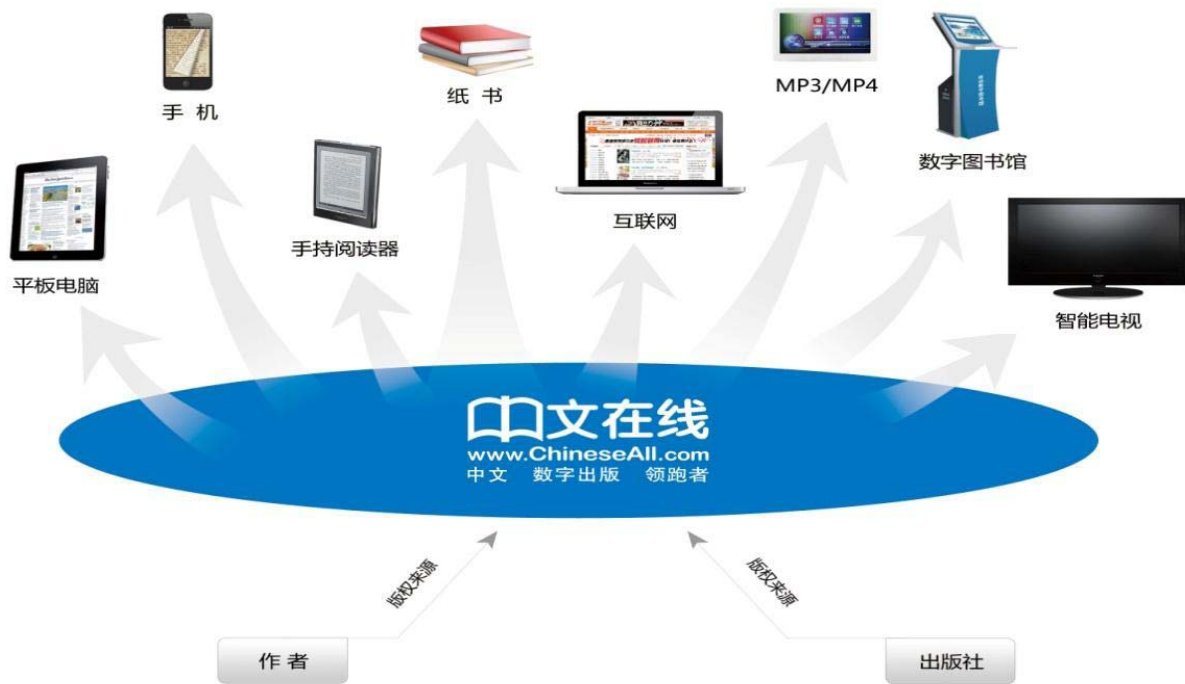 手 机
纸 书
MP3/MP4
数字图书馆
平板电脑
手持阅读器
互联网
智能电视
中文在线
www.ChineseAll.com
中文 数字出版 领跑者
版权来源
版权来源
作 者
出版社